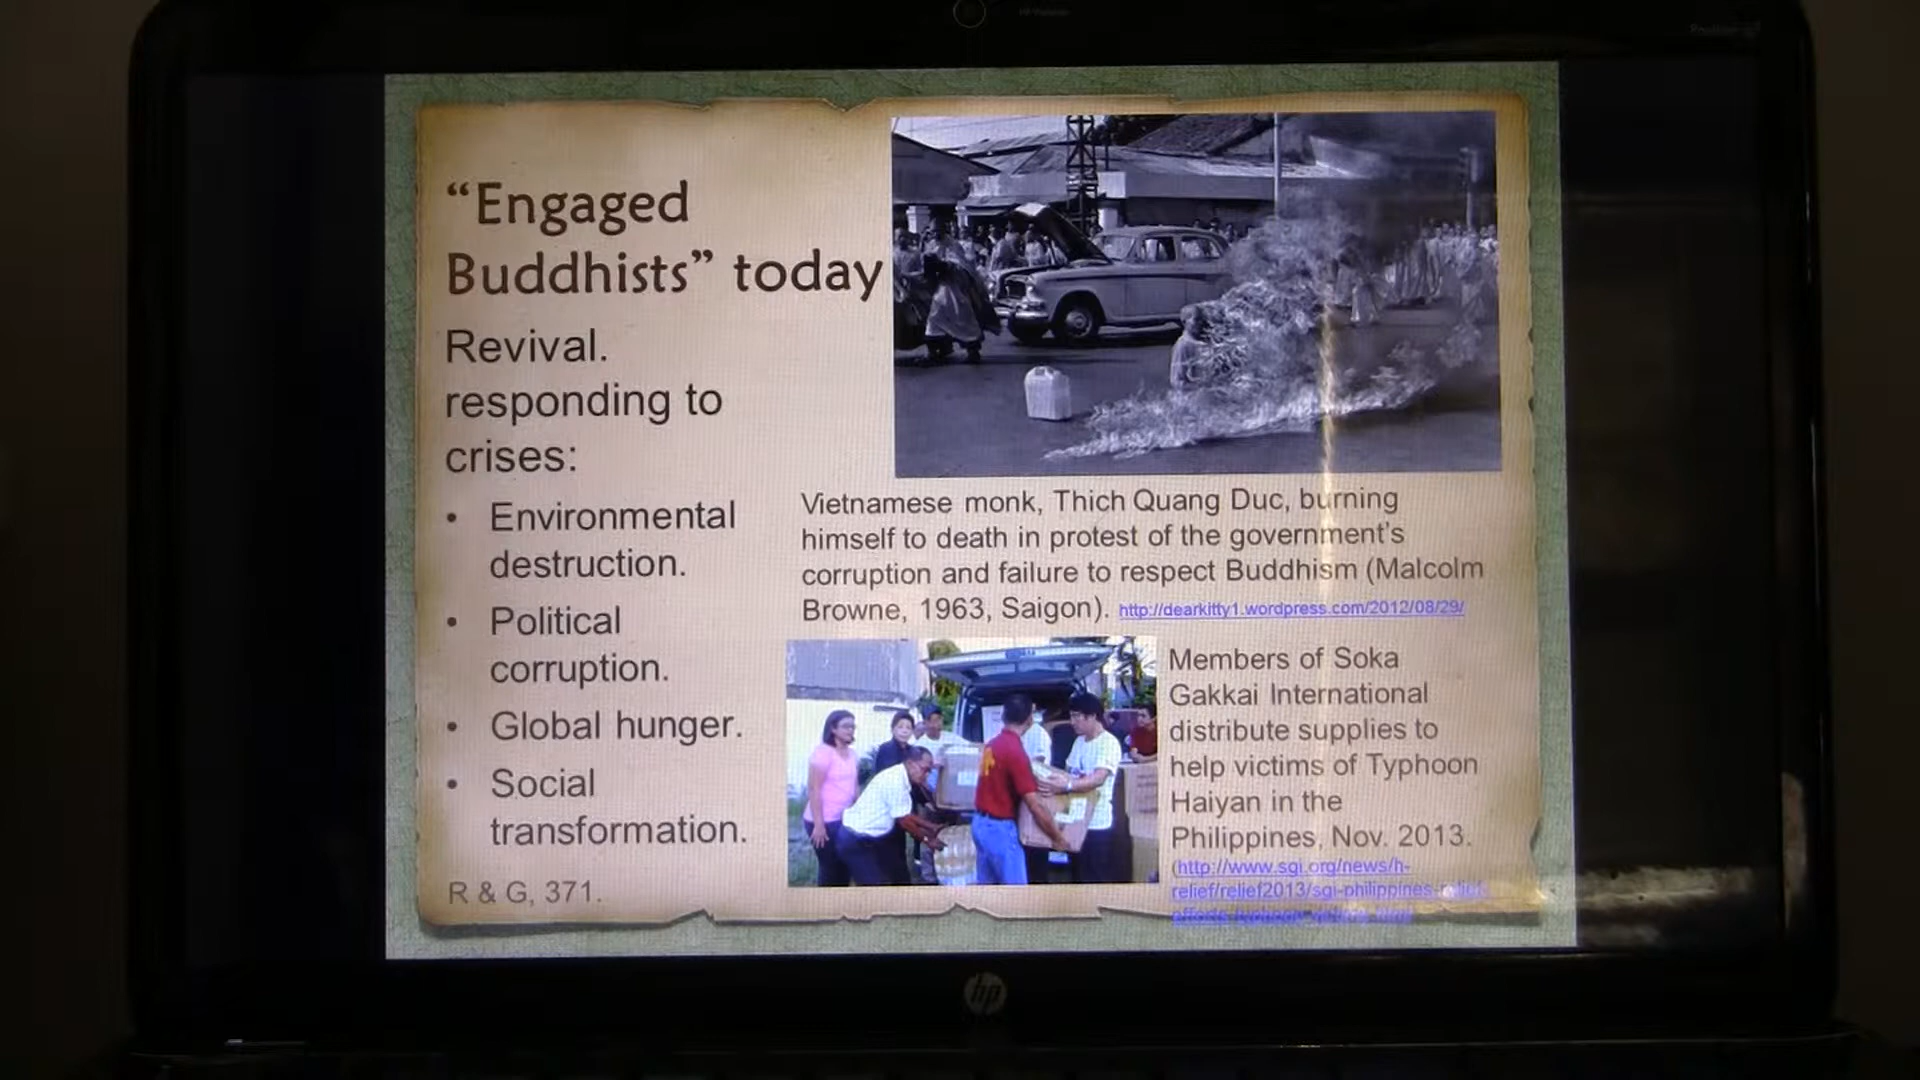 “Engaged
Buddhists” today
Revival.
responding to
crises:
• Environmental
destruction.
• Political
corruption.
• Global hunger.
• Social
transformation.
R & G, 371.
Vietnamese monk, Thich Quang Duc, burning
himself to death in protest of the government’s
corruption and failure to respect Buddhism (Malcolm
Browne, 1963, Saigon). http://dearkitty1.wordpress.com/2012/08/29/
Members of Soka
Gakkai International
distribute supplies to
help victims of Typhoon
Haiyan in the
Philippines, Nov. 2013.
(http://www.sgi.org/news/h-
relief/relief2013/sgi-philippines-relief-
hp